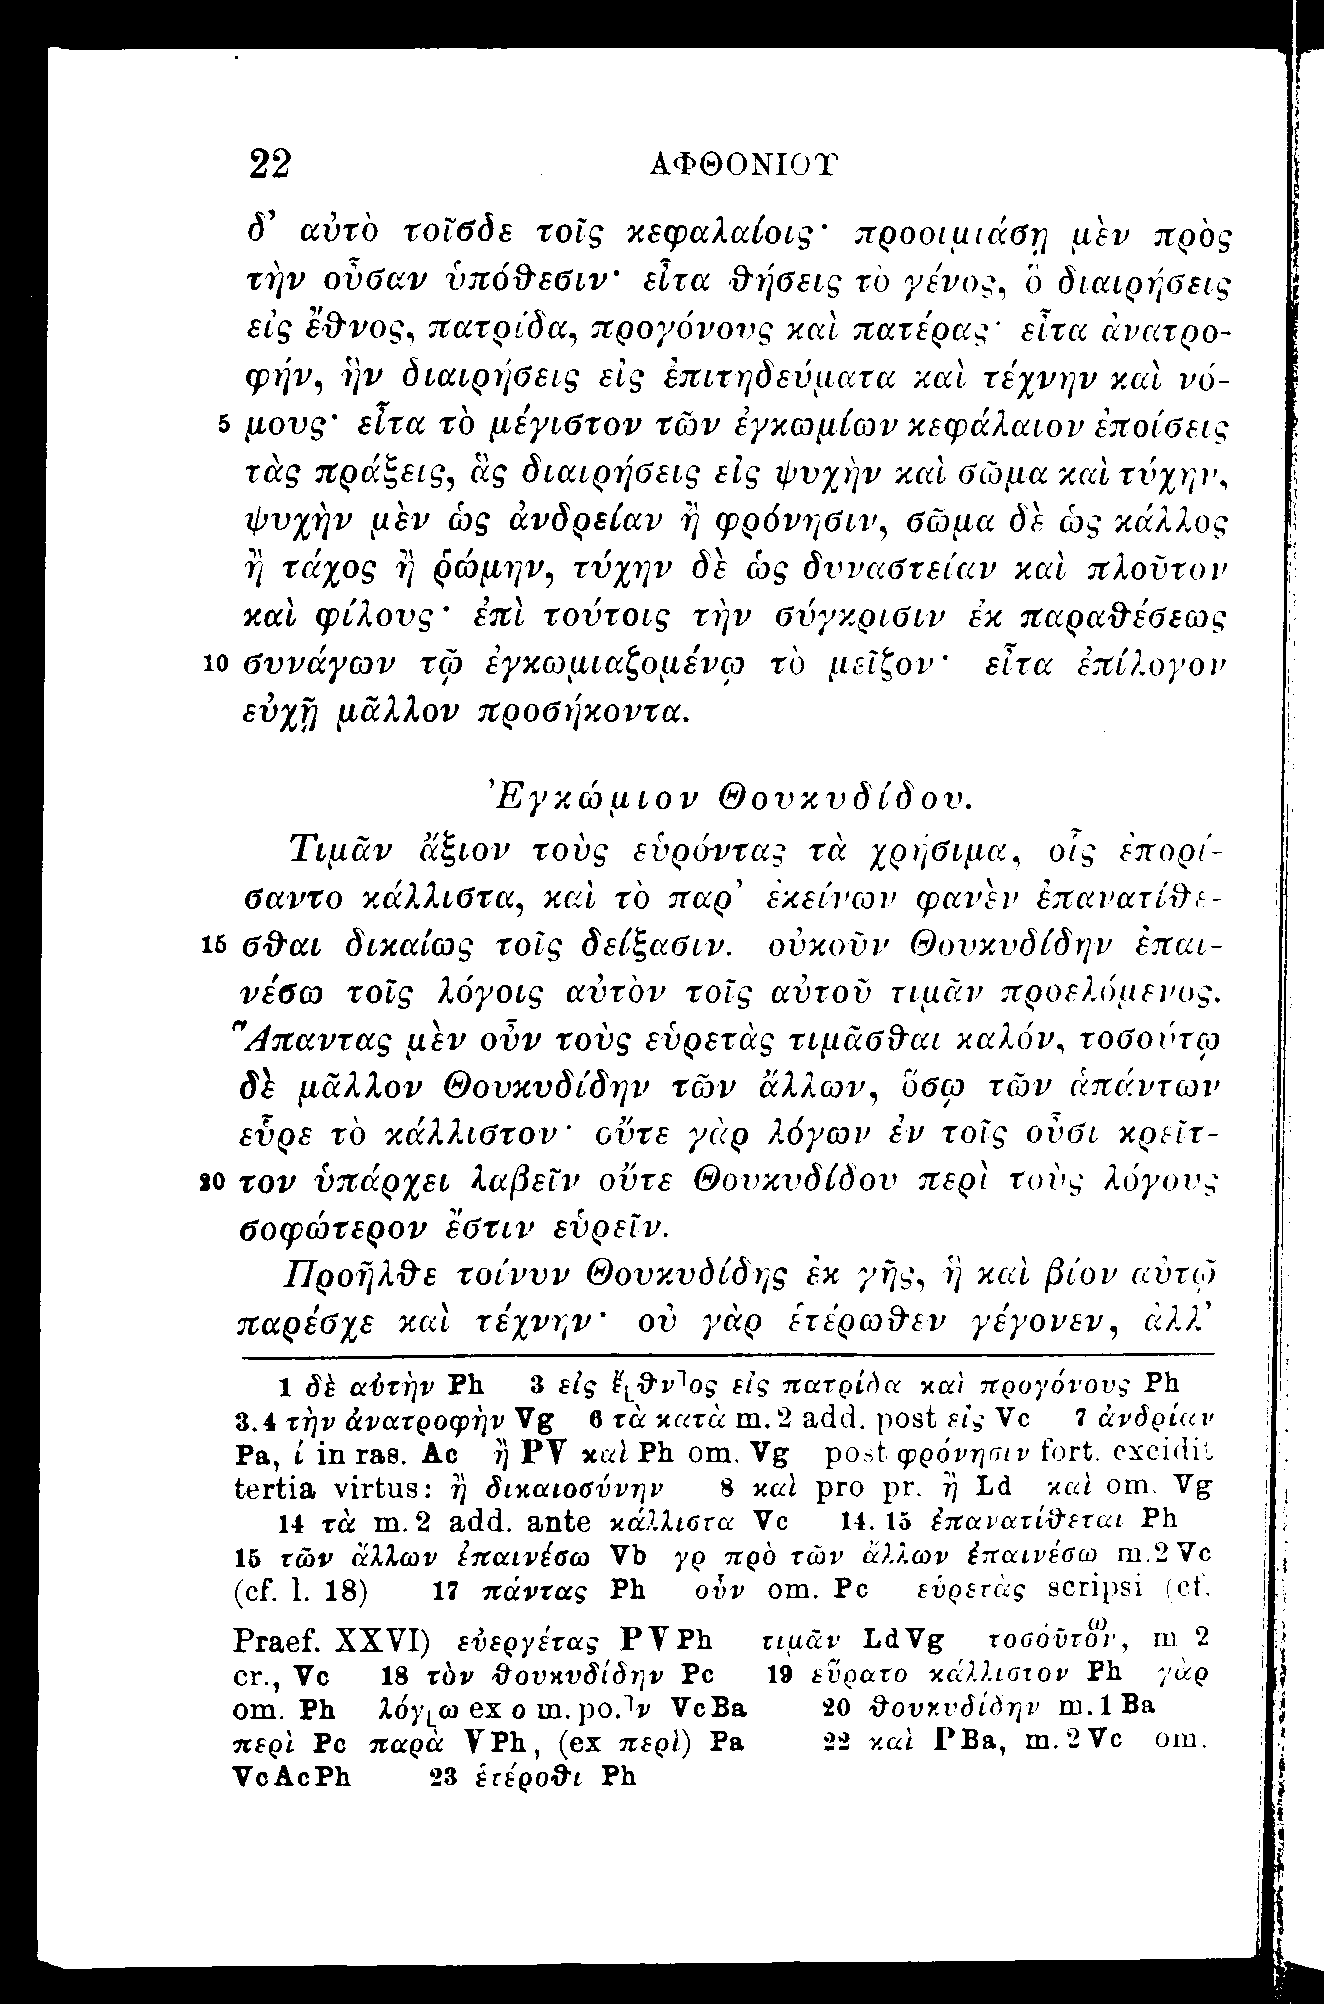 22 ΑΦΘΟΝΙΟΥ
δ’ αὐτὸ τοῖσδε τοῖς κεφαλαίοις· προοιμιάσῃ μὲν πρὸς
τὴν οὖσαν ὑπόθεσιν· εἶτα θήσεις τὸ γένος, ὃ διαιρήσεις
εἰς ἔθνος, πατρίδα, προγόνους καὶ πατέρας· εἶτα ἀνατρο-
φήν, ἣν διαιρήσεις εἰς ἐπιτηδεύματα καὶ τέχνην καὶ νό-
5 μους· εἶτα τὸ μέγιστον τῶν ἐγκωμίων κεφάλαιον ἐποίσεις
τὰς πράξεις, ἃς διαιρήσεις εἰς ψυχὴν καὶ σῶμα καὶ τύχην,
ψυχὴν μὲν ὡς ἀνδρείαν ἢ φρόνησιν, σῶμα δὲ ὡς κάλλος
ἢ τάχος ἢ ῥώμην, τύχην δὲ ὡς δυναστείαν καὶ πλοῦτον
καὶ φίλους· ἐπὶ τούτοις τὴν σύγκρισιν ἐκ παραθέσεως
10 συνάγων τῷ ἐγκωμιαζομένῳ τὸ μεῖζον· εἶτα ἐπίλογον
εὐχῇ μᾶλλον προσήκοντα.
Ἐγκώμιον Θουκυδίδου.
Τιμᾶν ἄξιον τοὺς εὑρόντας τὰ χρήσιμα, οἷς ἐπορί-
σαντο κάλλιστα, καὶ τὸ παρ’ ἐκείνων φανὲν ἐπανατίθε-
15 σθαι δικαίως τοῖς δείξασιν. οὐκοῦν Θουκυδίδην ἐπαι-
νέσω τοῖς λόγοις αὐτὸν τοῖς αὐτοῦ τιμᾶν προελόμενος.
Ἅπαντας μὲν οὖν τοὺς εὑρετὰς τιμᾶσθαι καλόν, τοσούτῳ
δὲ μᾶλλον Θουκυδίδην τῶν ἄλλων, ὅσῳ τῶν ἁπάντων
εὗρε τὸ κάλλιστον· οὔτε γὰρ λόγων ἐν τοῖς οὖσι κρεῖτ-
20 τον ὑπάρχει λαβεῖν οὔτε Θουκυδίδου περὶ τοὺς λόγους
σοφώτερον ἔστιν εὑρεῖν.
Προῆλθε τοίνυν Θουκυδίδης ἐκ γῆς, ἣ καὶ βίον αὐτῷ
παρέσχε καὶ τέχνην· οὐ γὰρ ἑτέρωθεν γέγονεν, ἀλλ’
1 δὲ αὐτὴν Ph 3 εἰς ἔ⌊θν⌉ος εἰς πατρίδα καὶ προγόνους Ph
3.4 τὴν ἀνατροφὴν Vg 6 τὰ κατὰ m. 2 add. post εἰς Vc 7 ἀνδρίαν
Pa, ί in ras. Ac ἢ PV καὶ Ph om. Vg post φρόνησιν fort. excidit
tertia virtus: ἢ δικαιοσύνην 8 καὶ pro pr. ἢ Ld καὶ om. Vg
14 τὰ m. 2 add. ante κάλλιστα Vc 14. 15 ἐπανατίθεται Ph
15 τῶν ἄλλων ἐπαινέσω Vb γρ πρὸ τῶν ἄλλων ἐπαινέσω m. 2 Vc
(cf. l. 18) 17 πάντας Ph οὖν om. Pc εὑρετὰς scripsi (cf.
Praef. XXVI) εὐεργέτας PVPh τιμᾶν LdVg τοσοῦτον, m 2
cr., Vc 18 τὸν θουκυδίδην Pc 19 εὕρατο κάλλιστον Ph γὰρ
om. Ph λόγ⌊ω ex ο m. po.⌉ν VcBa 20 θουκυδίδην m. 1 Ba
περὶ Pc παρὰ VPh, (ex περὶ) Pa 22 καὶ PBa, m. 2 Vc om.
VcAcPh 23 ἑτέροθι Ph